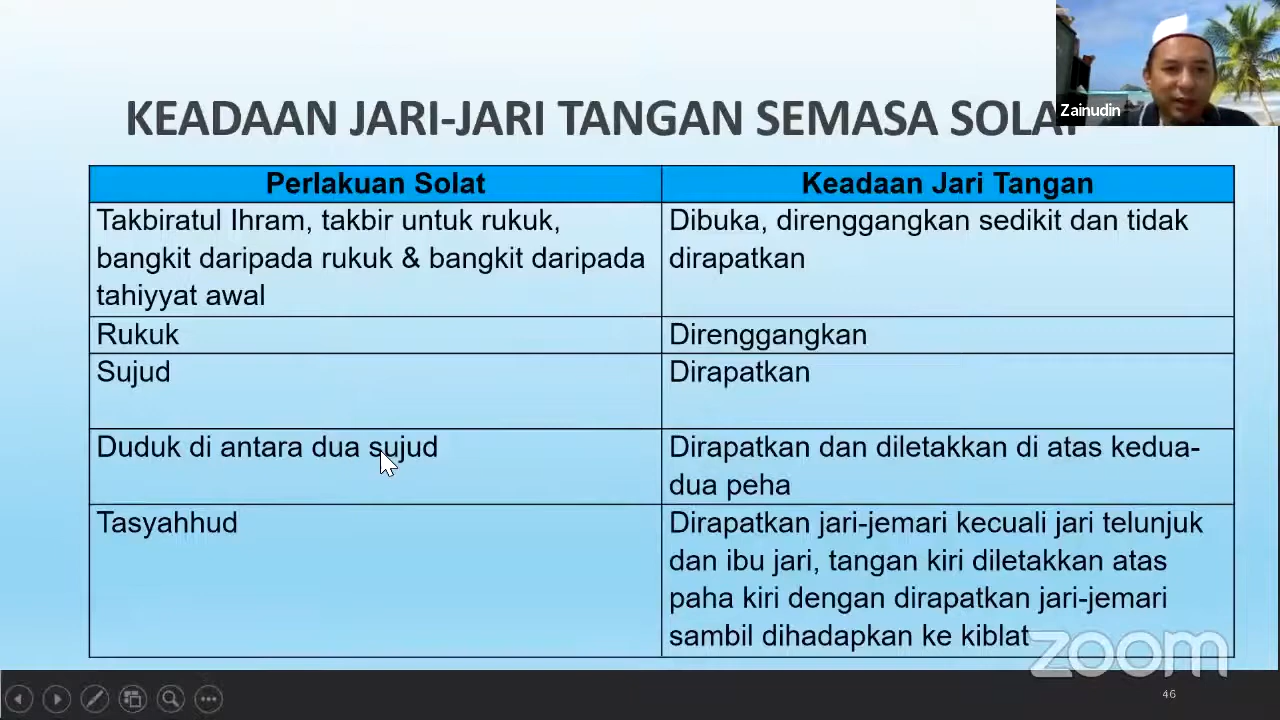 Zainudin
KEADAAN JARI-JARI TANGAN SEMASA SOLAT
Perlakuan Solat
Keadaan Jari Tangan
Takbiratul Ihram, takbir untuk rukuk,
bangkit daripada rukuk & bangkit daripada
tahiyyat awal
Dibuka, direnggangkan sedikit dan tidak
dirapatkan
Rukuk
Direnggangkan
Sujud
Dirapatkan
Duduk di antara dua sujud
Dirapatkan dan diletakkan di atas kedua-
dua peha
Tasyahhud
Dirapatkan jari-jemari kecuali jari telunjuk
dan ibu jari, tangan kiri diletakkan atas
paha kiri dengan dirapatkan jari-jemari
sambil dihadapkan ke kiblat
zoom
46